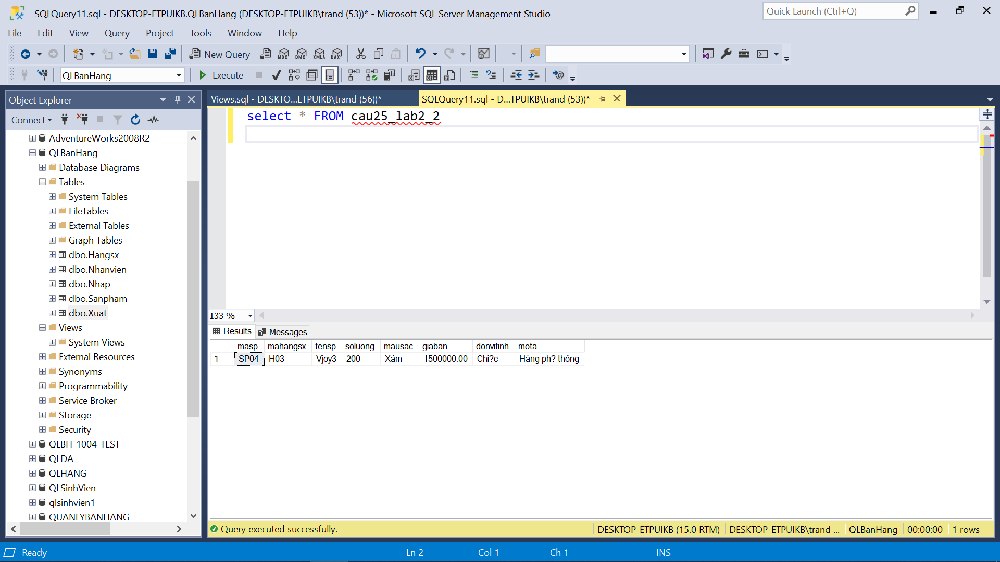 SQLQuery11.sql - DESKTOP-ETPUIKB.QLBanHang (DESKTOP-ETPUIKB\trand (53))* - Microsoft SQL Server Management Studio
Quick Launch (Ctrl+Q)
File Edit View Query Project Tools Window Help
New Query MDX DMX XMLA DAX
QLBanHang Execute
Object Explorer
Connect
AdventureWorks2008R2
QLBanHang
Database Diagrams
Tables
System Tables
FileTables
External Tables
Graph Tables
dbo.Hangsx
dbo.Nhanvien
dbo.Nhap
dbo.Sanpham
dbo.Xuat
Views
System Views
External Resources
Synonyms
Programmability
Service Broker
Storage
Security
QLBH_1004_TEST
QLDA
QLHANG
QLSinhVien
qlsinhvien1
QUANLYBANHANG
Views.sql - DESKTO...ETPUIKB\trand (56))* SQLQuery11.sql - D...TPUIKB\trand (53))*
select * FROM cau25_lab2_2
133 %
Results Messages
masp mahangsx tensp soluong mausac giaban donvitinh mota
1 SP04 H03 Vjoy3 200 Xám 1500000.00 Chi?c Hàng ph? thông
Query executed successfully. DESKTOP-ETPUIKB (15.0 RTM) DESKTOP-ETPUIKB\trand ... QLBanHang 00:00:00 1 rows
Ready Ln 2 Col 1 Ch 1 INS